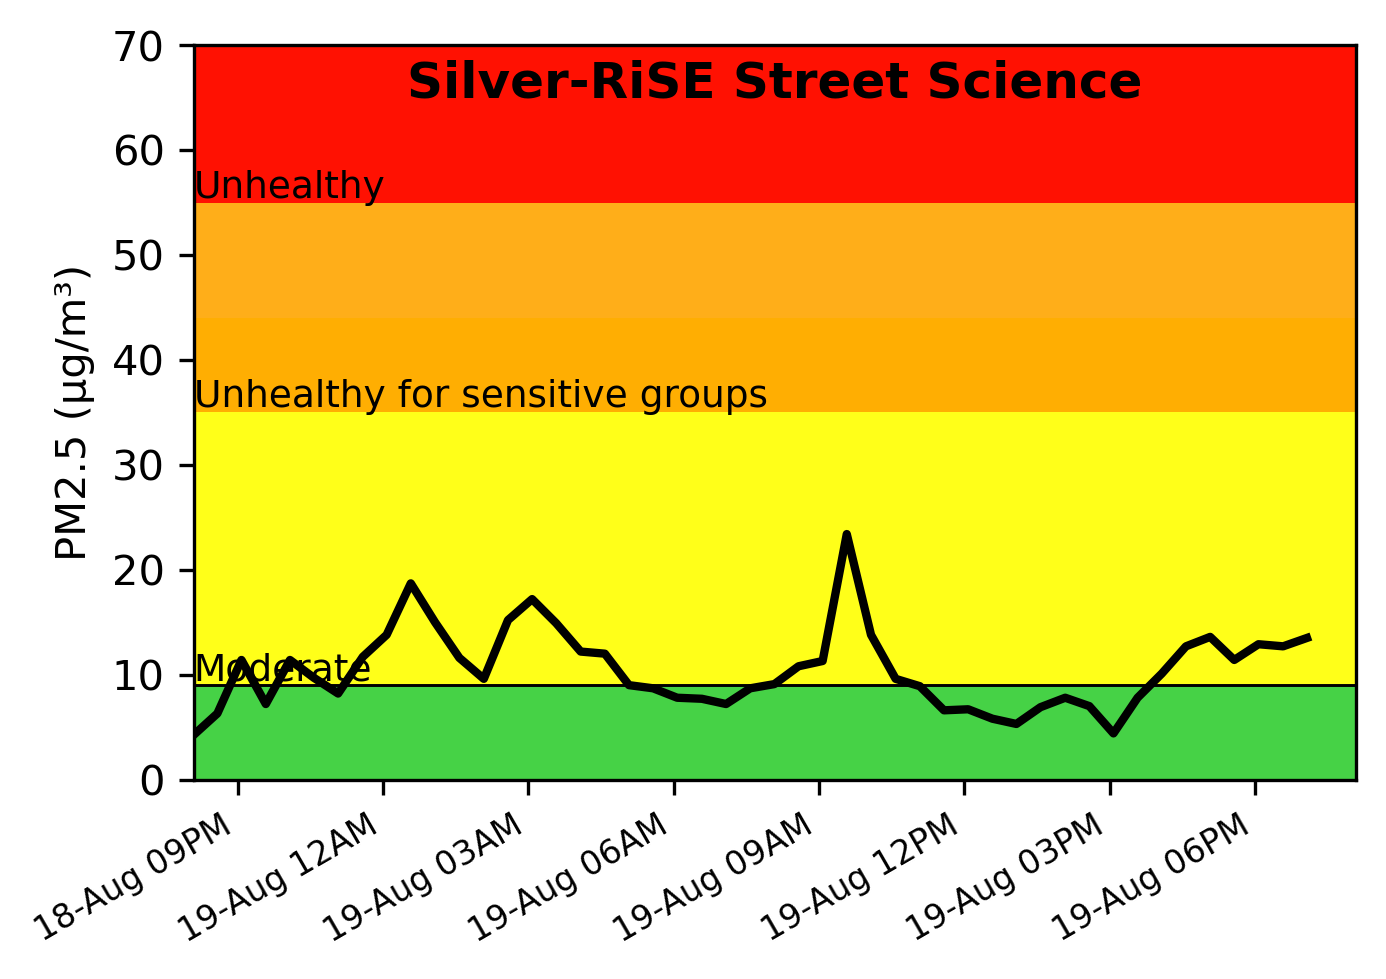 Silver-RiSE Street Science
PM2.5 (µg/m³)
70
60
50
40
30
20
10
0
Unhealthy
Unhealthy for sensitive groups
Moderate
18-Aug 09PM
19-Aug 12AM
19-Aug 03AM
19-Aug 06AM
19-Aug 09AM
19-Aug 12PM
19-Aug 03PM
19-Aug 06PM